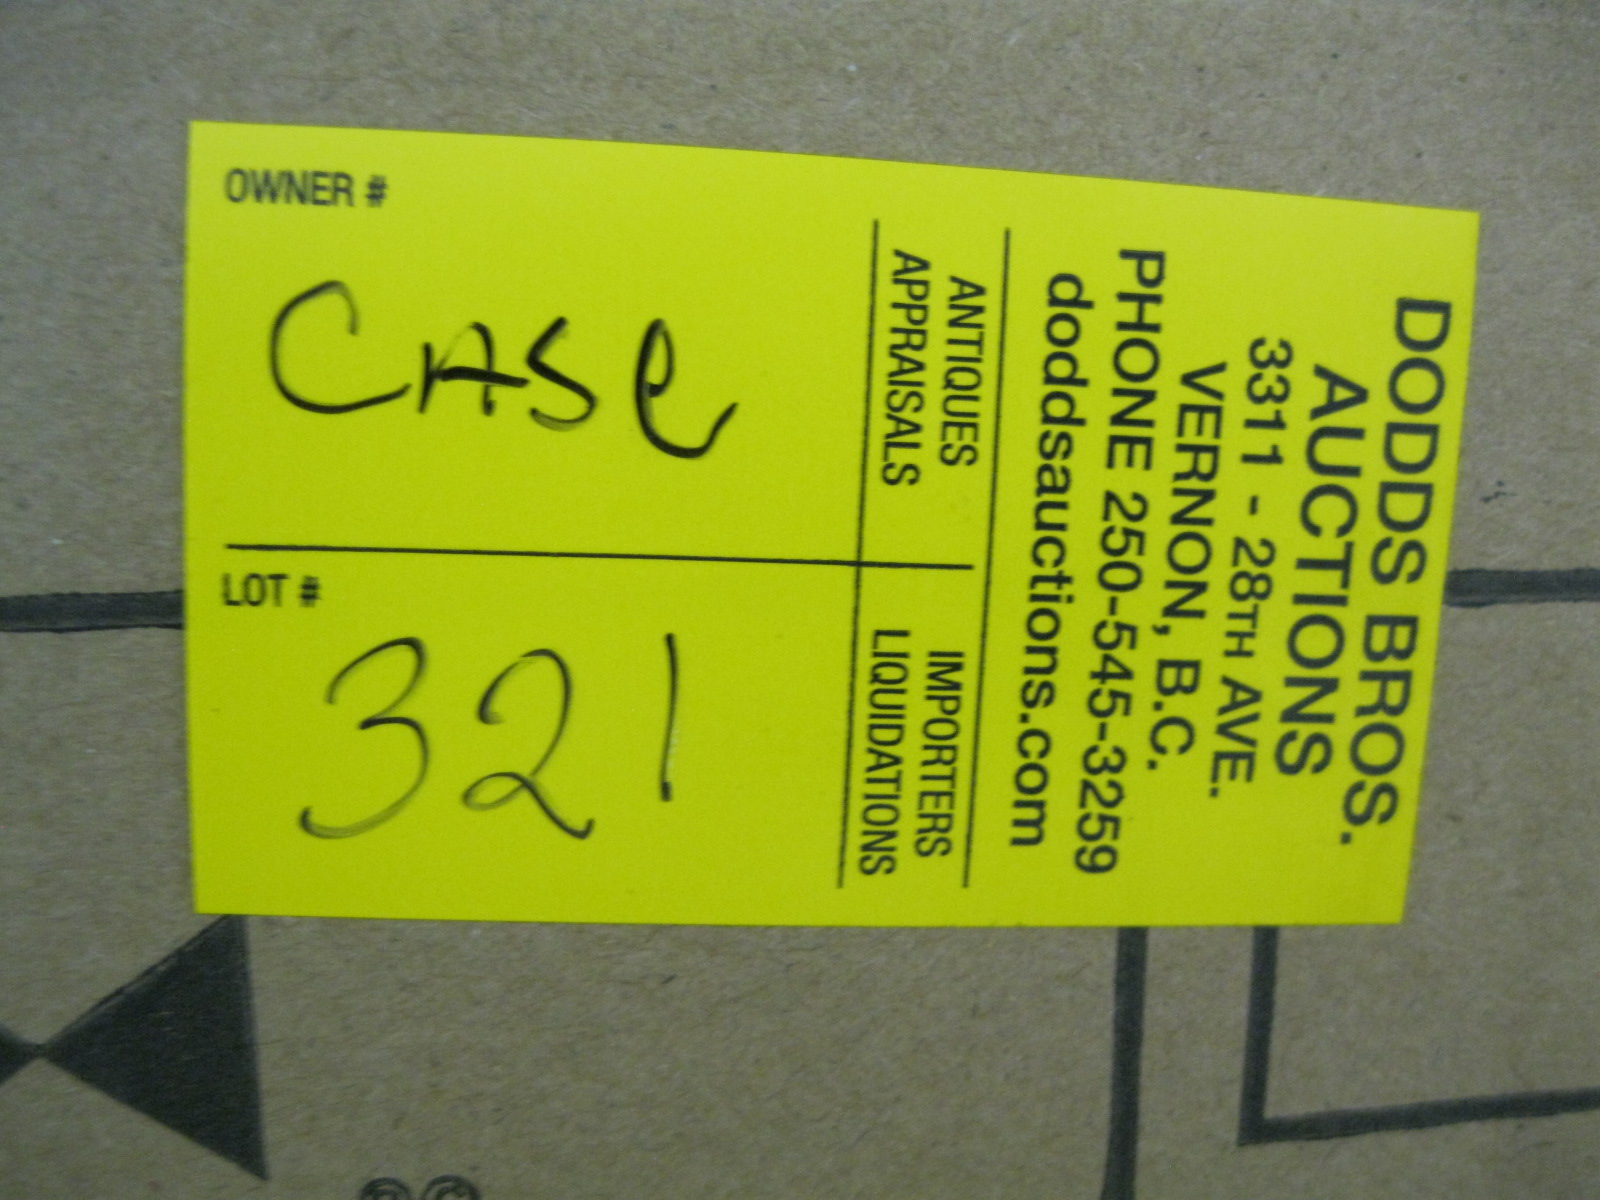 DODDS BROS.
AUCTIONS
3311 - 28TH AVE.
VERNON, B.C.
PHONE 250-545-3259
doddsauctions.com
ANTIQUES
APPRAISALS
IMPORTERS
LIQUIDATIONS
OWNER #
CASe
LOT #
321